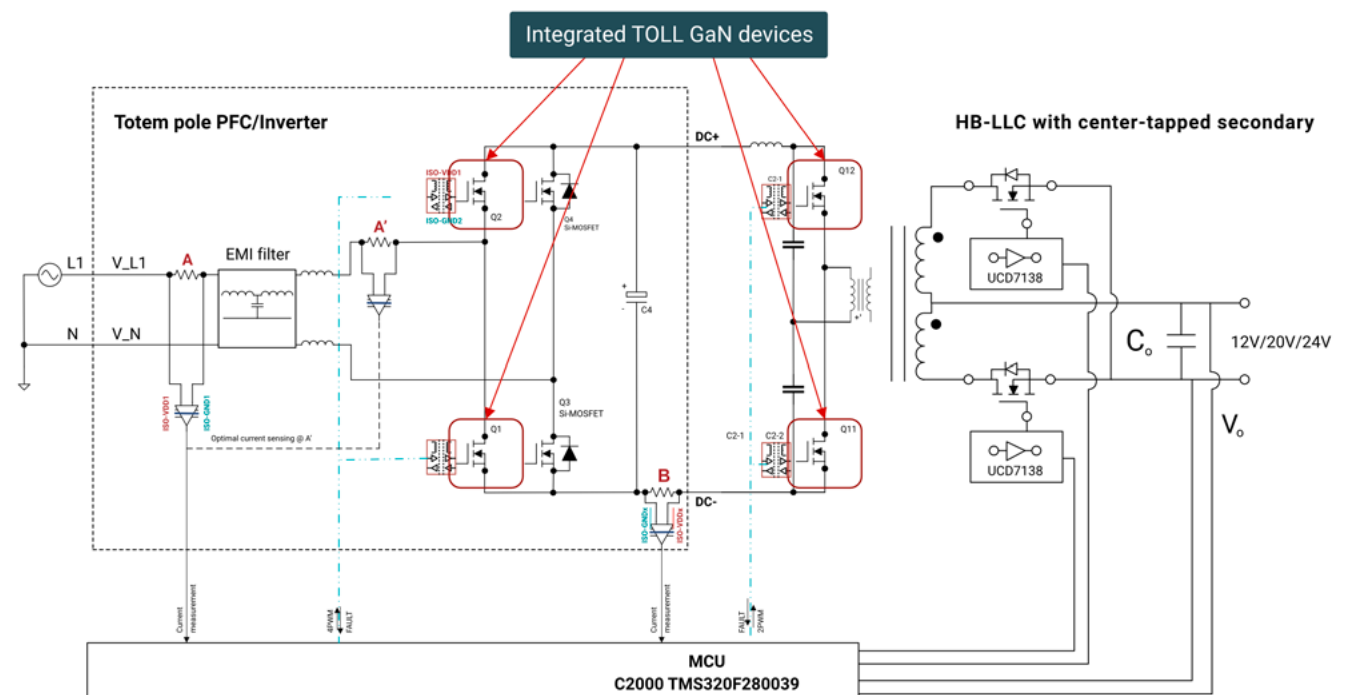 Integrated TOLL GaN devices
Totem pole PFC/Inverter
HB-LLC with center-tapped secondary
DC+
ISO-VDD1
ISO-GND2
Q2
Q4
Si-MOSFET
C2-1
Q12
A'
A
EMI filter
L1
V_L1
N
V_N
+
-
C4
+'
UCD7138
Co
12V/20V/24V
Vo
ISO-VDD1
ISO-GND1
Optimal current sensing @ A'
Q3
Si-MOSFET
Q1
C2-1
C2-2
Q11
UCD7138
B
DC-
ISO-GNDx
ISO-VDDx
Current
measurement
4PWM
FAULT
Current
measurement
FAULT
2PWM
MCU
C2000 TMS320F280039